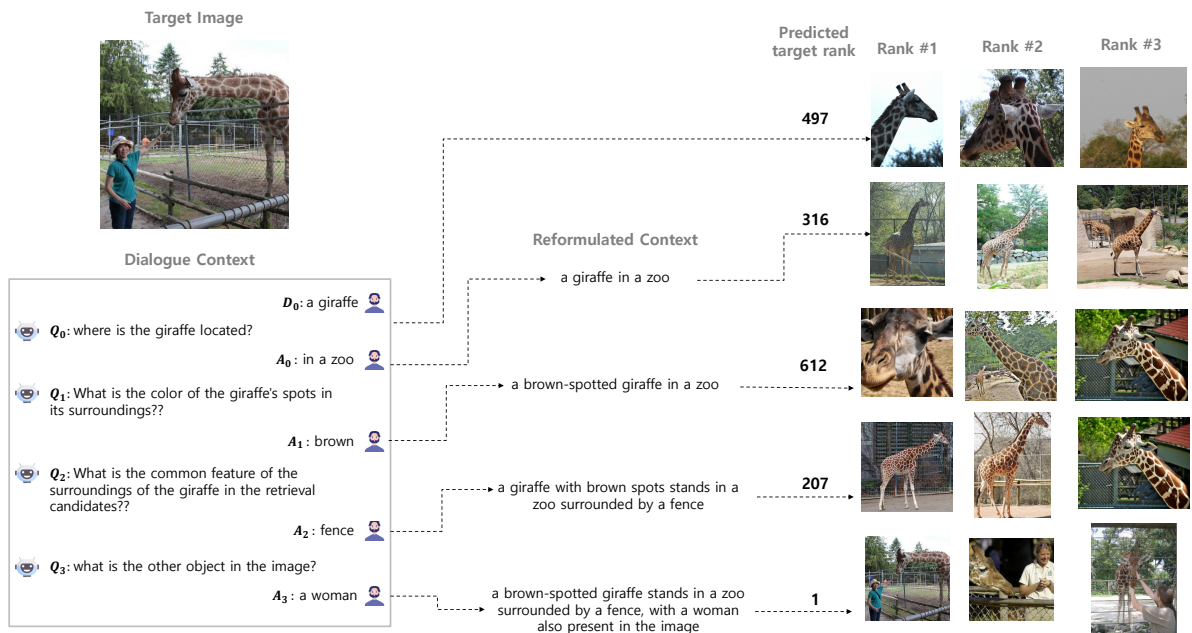 Target Image
Predicted
target rank
Rank #1
Rank #2
Rank #3
497
316
Reformulated Context
Dialogue Context
a giraffe in a zoo
D₀: a giraffe
Q₀: where is the giraffe located?
A₀: in a zoo
612
a brown-spotted giraffe in a zoo
Q₁: What is the color of the giraffe's spots in
its surroundings??
A₁: brown
Q₂: What is the common feature of the
surroundings of the giraffe in the retrieval
candidates??
a giraffe with brown spots stands in a
zoo surrounded by a fence
207
A₂: fence
Q₃: what is the other object in the image?
A₃: a woman
a brown-spotted giraffe stands in a zoo
surrounded by a fence, with a woman
also present in the image
1